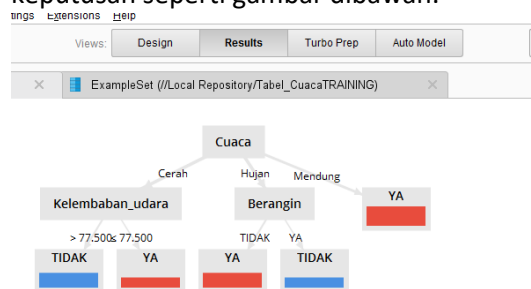 keputusan seperti gambar dibawah.
tings Extensions Help
Views: Design Results Turbo Prep Auto Model
ExampleSet (//Local Repository/Tabel_CuacaTRAINING)
Cuaca
Cerah Hujan Mendung
Kelembaban_udara Berangin YA
> 77.500 ≤ 77.500 TIDAK YA
TIDAK YA YA TIDAK